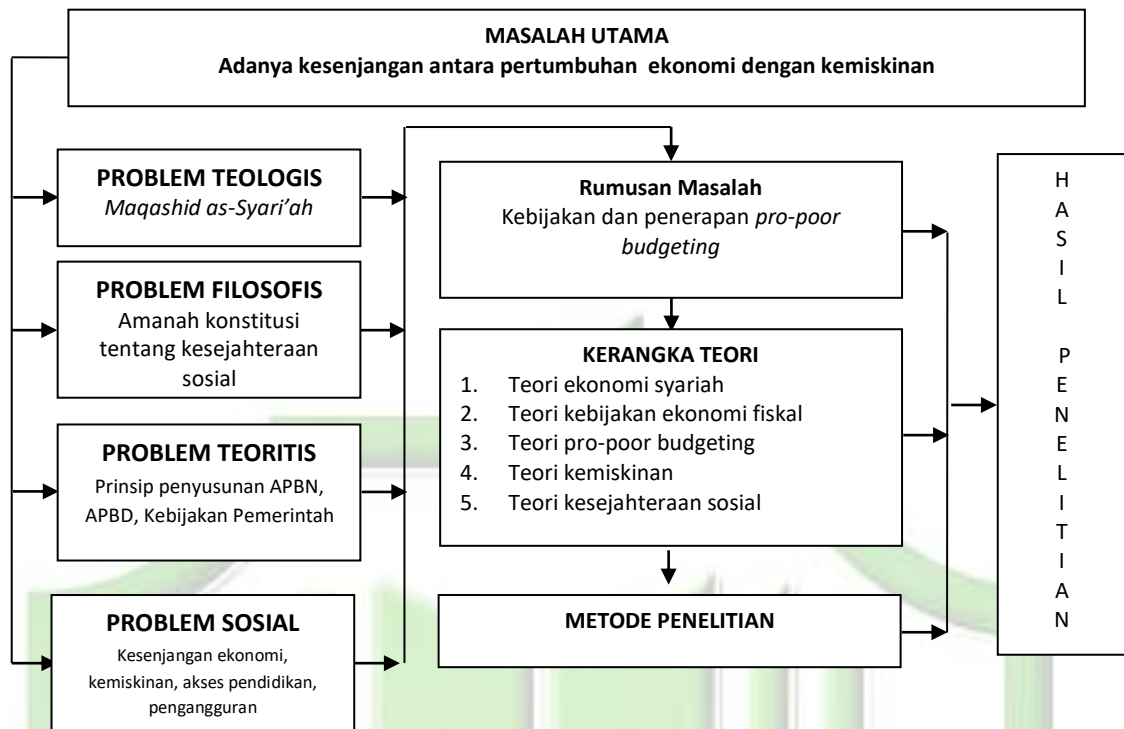 MASALAH UTAMA
Adanya kesenjangan antara pertumbuhan ekonomi dengan kemiskinan
PROBLEM TEOLOGIS
Maqashid as-Syari’ah
PROBLEM FILOSOFIS
Amanah konstitusi
tentang kesejahteraan
sosial
PROBLEM TEORITIS
Prinsip penyusunan APBN,
APBD, Kebijakan Pemerintah
PROBLEM SOSIAL
Kesenjangan ekonomi,
kemiskinan, akses pendidikan,
pengangguran
Rumusan Masalah
Kebijakan dan penerapan pro-poor
budgeting
KERANGKA TEORI
1. Teori ekonomi syariah
2. Teori kebijakan ekonomi fiskal
3. Teori pro-poor budgeting
4. Teori kemiskinan
5. Teori kesejahteraan sosial
METODE PENELITIAN
HASIL PENELITIAN